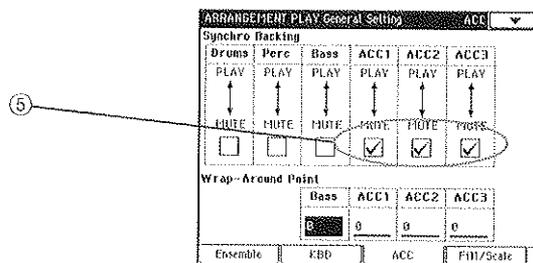 ARRANGEMENT PLAY General Setting ACC
Synchro Backing
Drums Perc Bass ACC1 ACC2 ACC3
PLAY PLAY PLAY PLAY PLAY PLAY
⑤
MUTE MUTE MUTE MUTE MUTE MUTE
Wrap-Around Point
Bass ACC1 ACC2 ACC3
0 0 0 0
Ensemble KBD ACC Fill/Scale